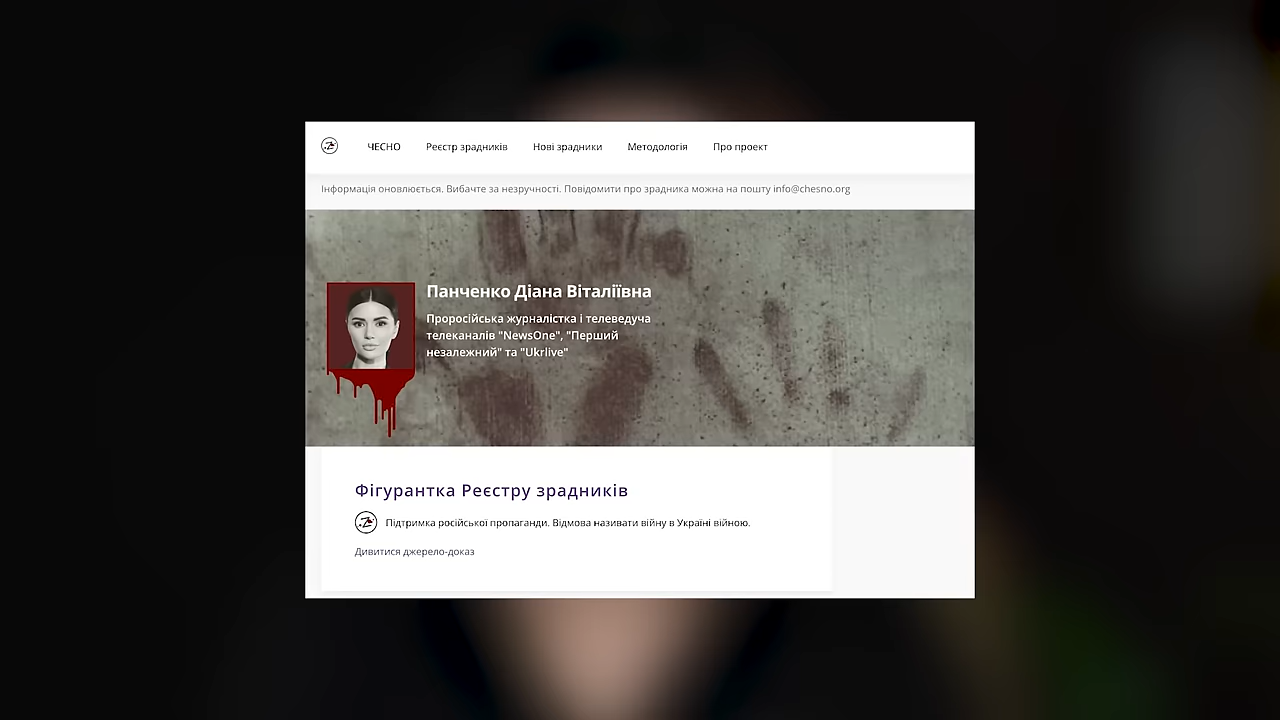 ЧЕСНО Реєстр зрадників Нові зрадники Методологія Про проект
Інформація оновлюється. Вибачте за незручності. Повідомити про зрадника можна на пошту info@chesno.org
Панченко Діана Віталіївна
Проросійська журналістка і телеведуча
телеканалів "NewsOne", "Перший
незалежний" та "Ukrlive"
Фігурантка Реєстру зрадників
Підтримка російської пропаганди. Відмова називати війну в Україні війною.
Дивитися джерело-доказ